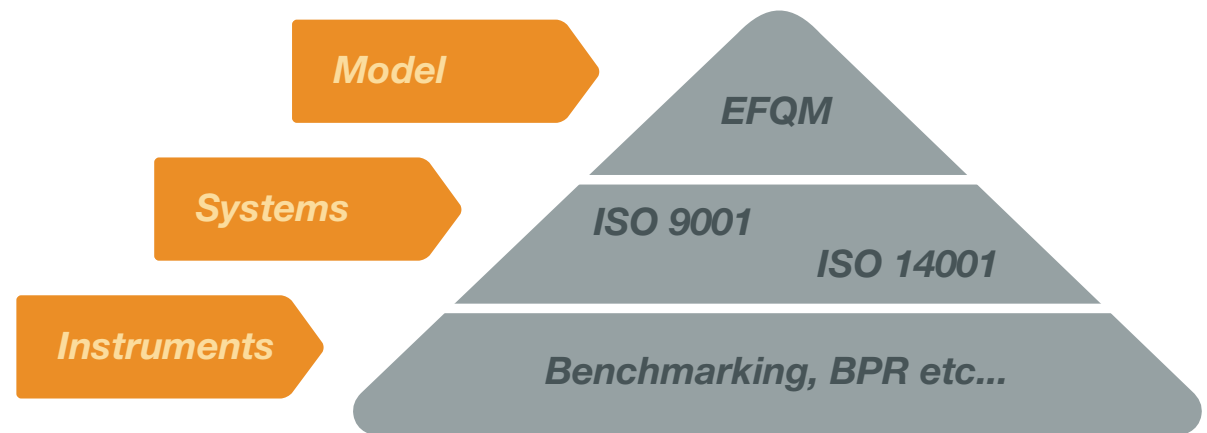 Model
EFQM
Systems
ISO 9001
ISO 14001
Instruments
Benchmarking, BPR etc...